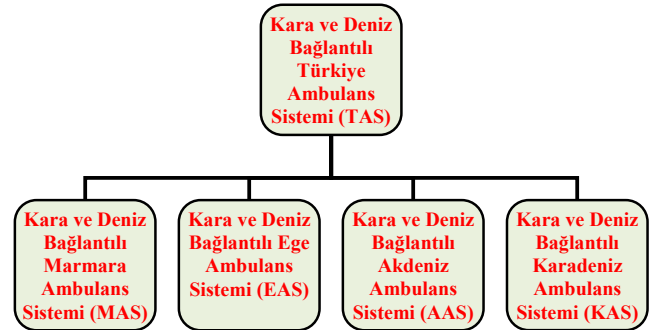 Kara ve Deniz
Bağlantılı
Türkiye
Ambulans
Sistemi (TAS)
Kara ve Deniz
Bağlantılı
Marmara
Ambulans
Sistemi (MAS)
Kara ve Deniz
Bağlantılı Ege
Ambulans
Sistemi (EAS)
Kara ve Deniz
Bağlantılı
Akdeniz
Ambulans
Sistemi (AAS)
Kara ve Deniz
Bağlantılı
Karadeniz
Ambulans
Sistemi (KAS)